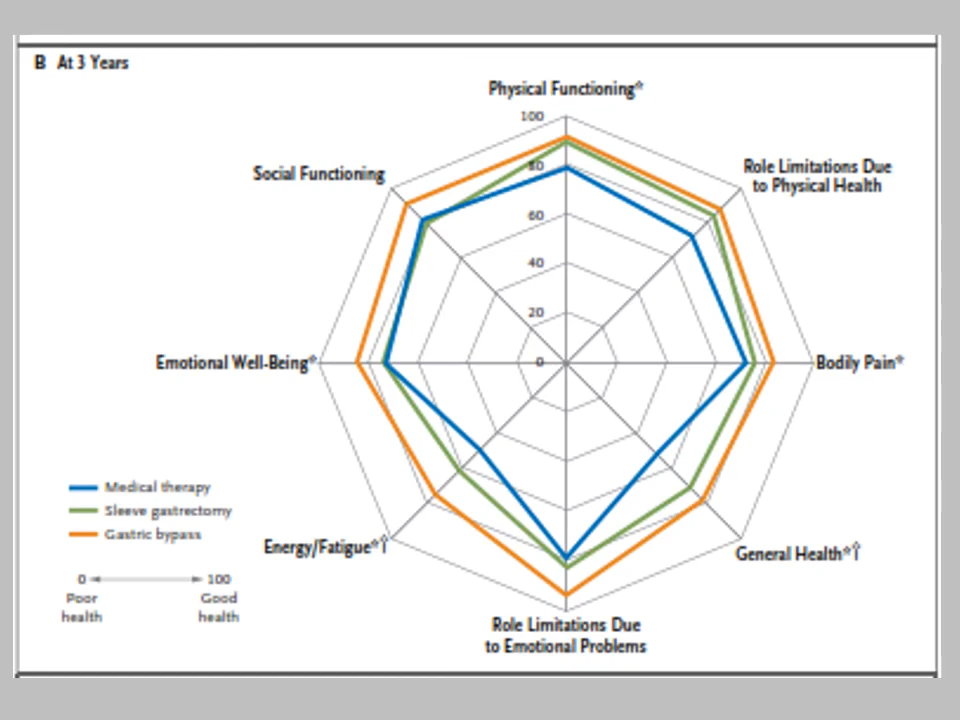 B At 3 Years
Physical Functioning*
100
80
60
40
20
0
Role Limitations Due
to Physical Health
Bodily Pain*
General Health*†
Role Limitations Due
to Emotional Problems
Energy/Fatigue*†
Emotional Well-Being*
Social Functioning
Medical therapy
Sleeve gastrectomy
Gastric bypass
0 100
Poor Good
health health